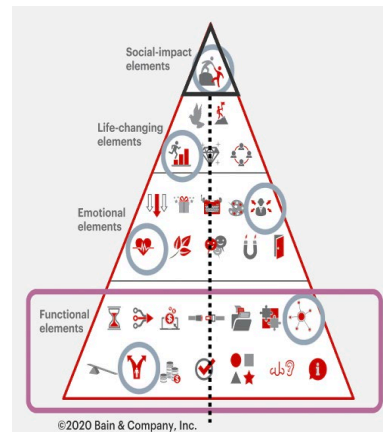 Social-impact
elements
Life-changing
elements
Emotional
elements
Functional
elements
©2020 Bain & Company, Inc.